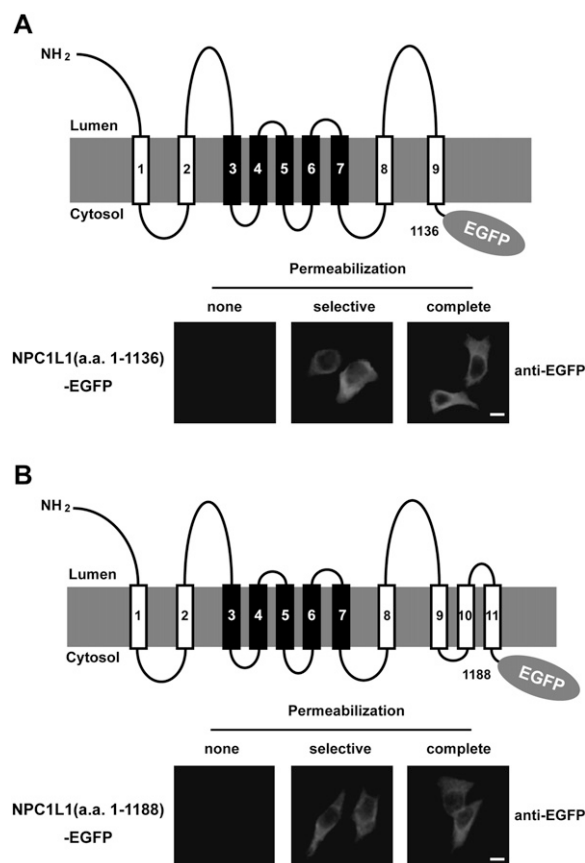 A
NH2
Lumen
1 2 3 4 5 6 7 8 9
Cytosol
1136 EGFP
Permeabilization
none selective complete
NPC1L1(a.a. 1-1136)
-EGFP
anti-EGFP
B
NH2
Lumen
1 2 3 4 5 6 7 8 9 10 11
Cytosol
1188 EGFP
Permeabilization
none selective complete
NPC1L1(a.a. 1-1188)
-EGFP
anti-EGFP